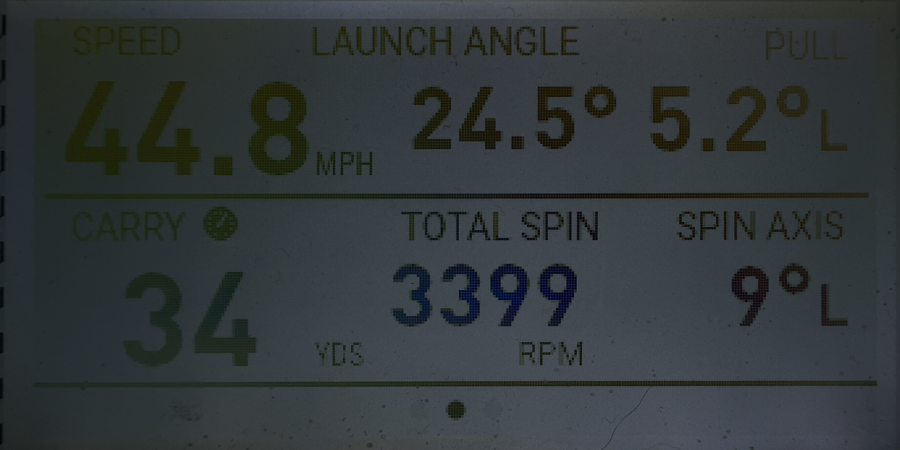 SPEED LAUNCH ANGLE PULL
44.8 MPH 24.5° 5.2° L
CARRY TOTAL SPIN SPIN AXIS
34 YDS 3399 RPM 9° L